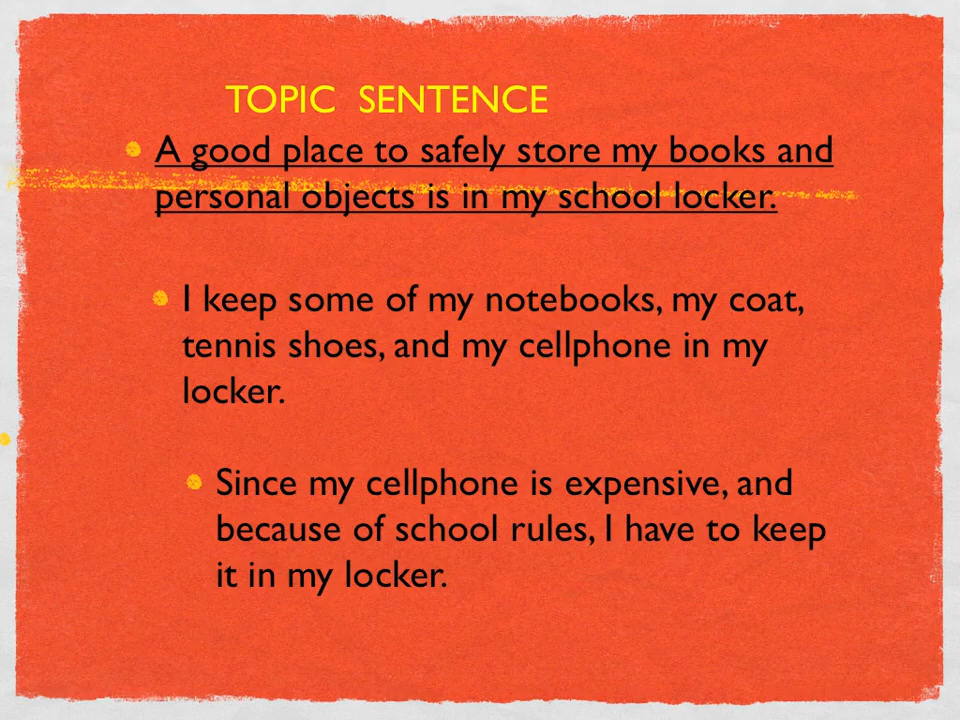 TOPIC SENTENCE
A good place to safely store my books and
personal objects is in my school locker.
I keep some of my notebooks, my coat,
tennis shoes, and my cellphone in my
locker.
Since my cellphone is expensive, and
because of school rules, I have to keep
it in my locker.